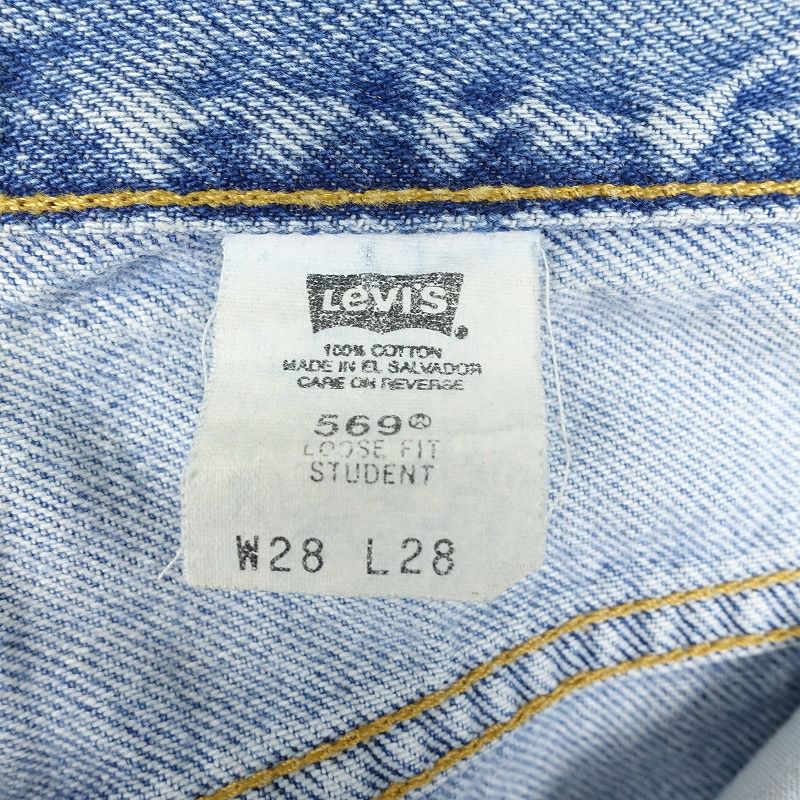 Levi's
100% COTTON
MADE IN EL SALVADOR
CARE ON REVERSE
569
LOOSE FIT
STUDENT
W28 L28